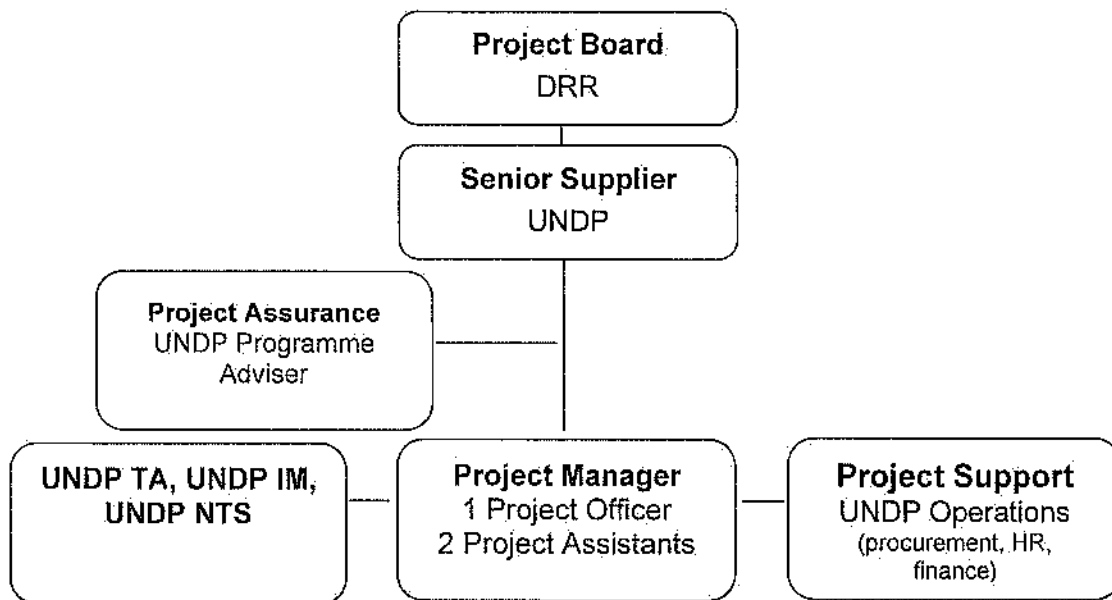 Project Board
DRR
Senior Supplier
UNDP
Project Assurance
UNDP Programme
Adviser
UNDP TA, UNDP IM,
UNDP NTS
Project Manager
1 Project Officer
2 Project Assistants
Project Support
UNDP Operations
(procurement, HR,
finance)